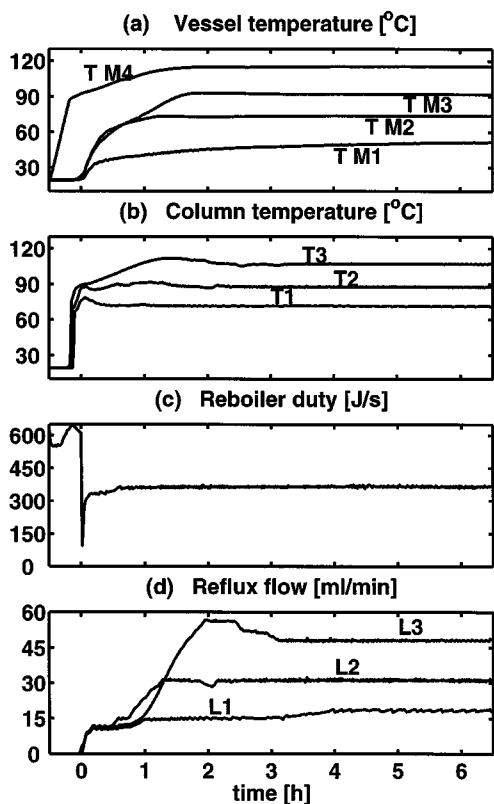 (a) Vessel temperature [°C]
120
90
60
30
T M4
T M3
T M2
T M1
(b) Column temperature [°C]
120
90
60
30
T3
T2
T1
(c) Reboiler duty [J/s]
600
450
300
150
0
(d) Reflux flow [ml/min]
60
45
30
15
0
L3
L2
L1
0 1 2 3 4 5 6
time [h]